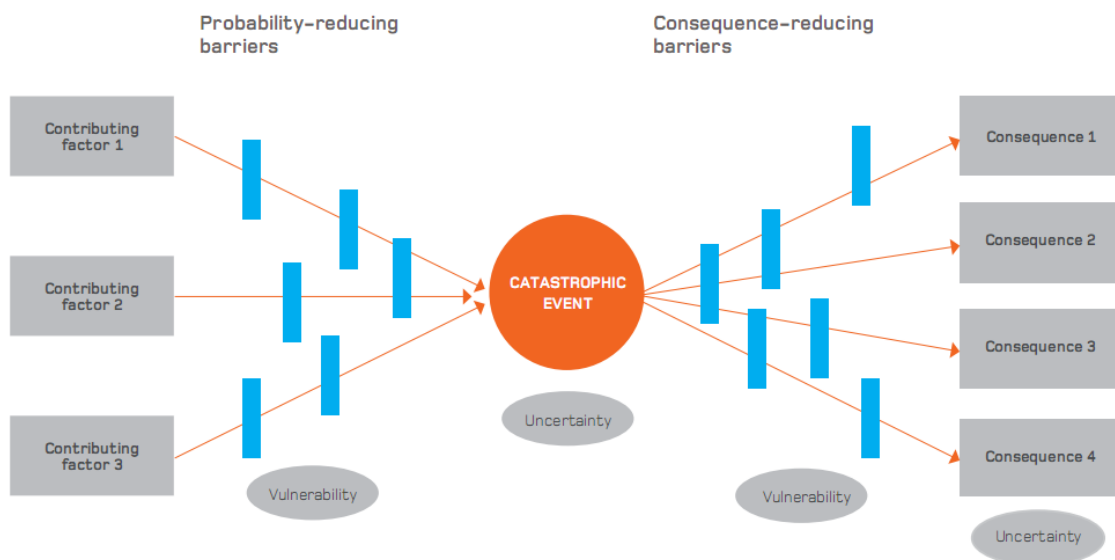 Probability-reducing
barriers
Consequence-reducing
barriers
Contributing
factor 1
Contributing
factor 2
Contributing
factor 3
CATASTROPHIC
EVENT
Consequence 1
Consequence 2
Consequence 3
Consequence 4
Vulnerability
Uncertainty
Vulnerability
Uncertainty